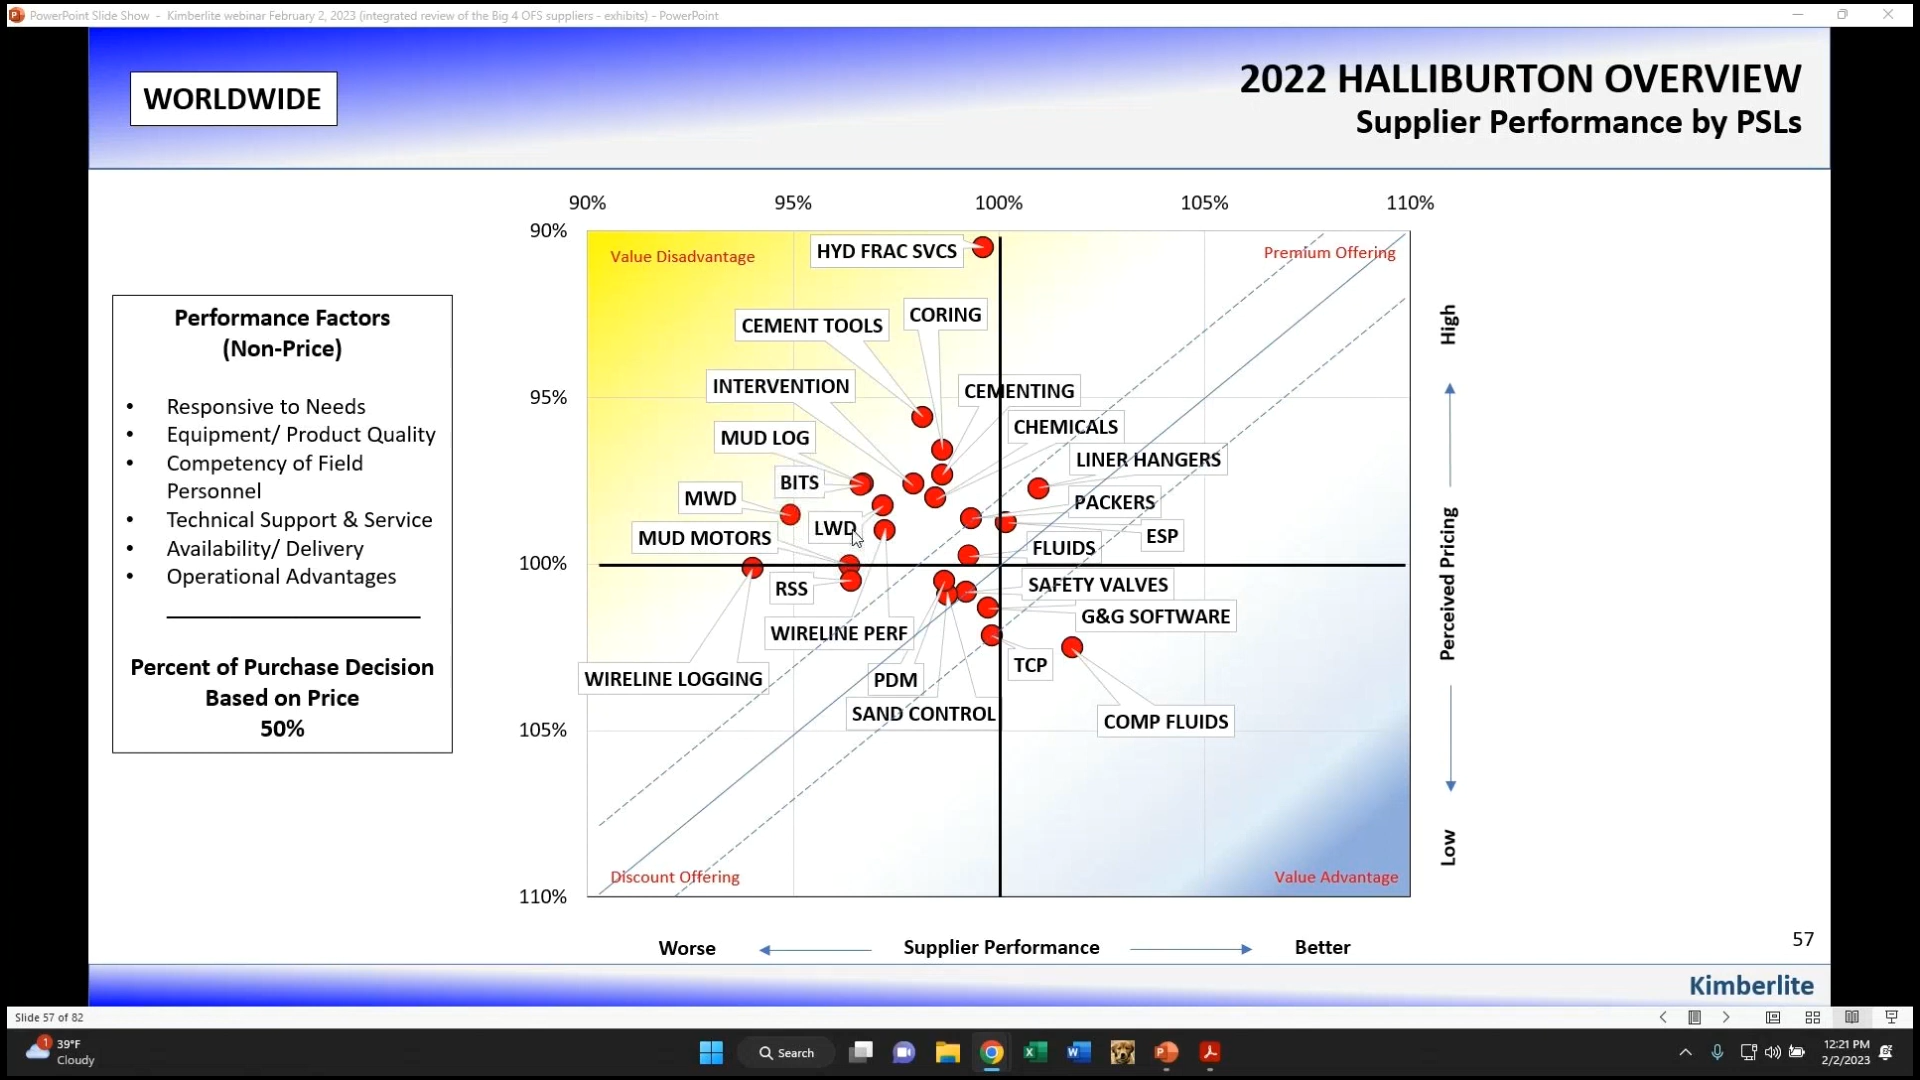 PowerPoint Slide Show - Kimberlite webinar February 2, 2023 (integrated review of the Big 4 OFS suppliers - exhibits) - PowerPoint
WORLDWIDE
2022 HALLIBURTON OVERVIEW
Supplier Performance by PSLs
90%
95%
100%
105%
110%
90%
95%
100%
105%
110%
Value Disadvantage
Premium Offering
Discount Offering
Value Advantage
HYD FRAC SVCS
CORING
CEMENT TOOLS
INTERVENTION
CEMENTING
CHEMICALS
MUD LOG
LINER HANGERS
BITS
MWD
PACKERS
LWD
ESP
MUD MOTORS
FLUIDS
RSS
SAFETY VALVES
G&G SOFTWARE
WIRELINE PERF
TCP
WIRELINE LOGGING
PDM
SAND CONTROL
COMP FLUIDS
Performance Factors
(Non-Price)
• Responsive to Needs
• Equipment/ Product Quality
• Competency of Field
Personnel
• Technical Support & Service
• Availability/ Delivery
• Operational Advantages
Percent of Purchase Decision
Based on Price
50%
High
Perceived Pricing
Low
Worse
Supplier Performance
Better
57
Kimberlite
Slide 57 of 82
1
39°F
Cloudy
Search
12:21 PM
2/2/2023